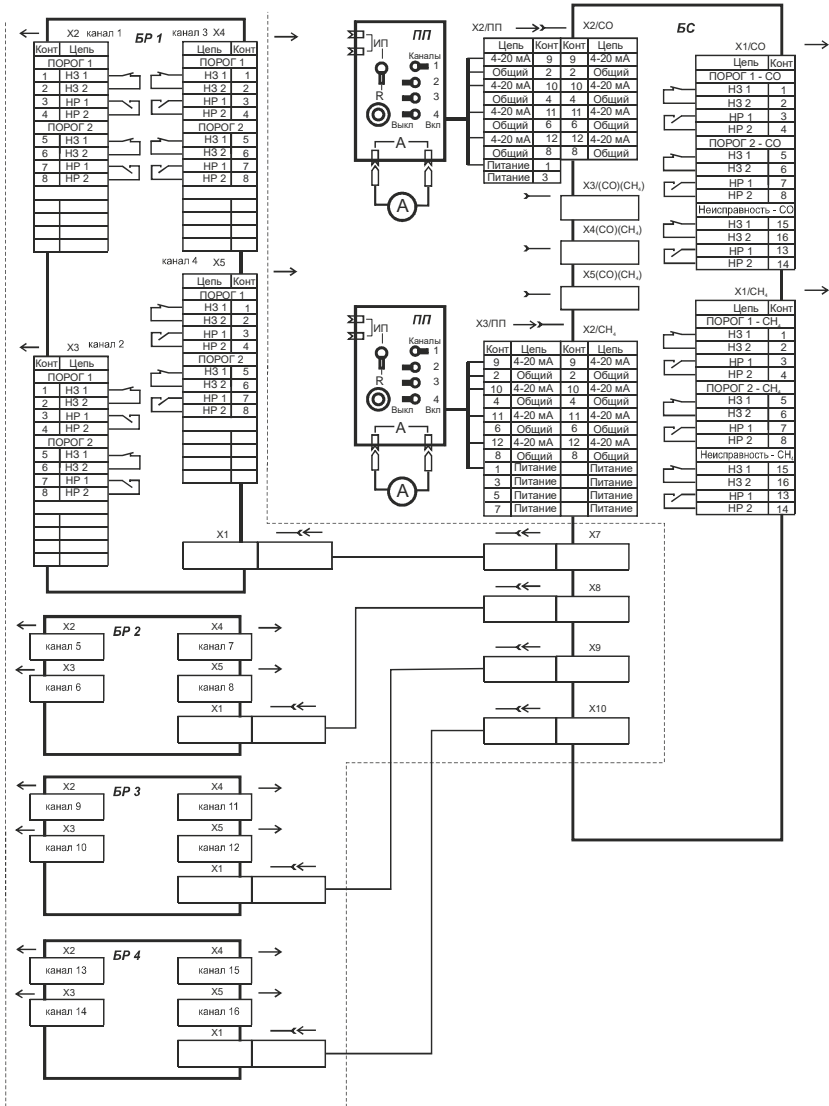 X2 канал 1
БР 1
канал 3 X4
Конт Цепь
ПОРОГ 1
1 НЗ 1
2 НЗ 2
3 НР 1
4 НР 2
ПОРОГ 2
5 НЗ 1
6 НЗ 2
7 НР 1
8 НР 2
Цепь Конт
ПОРОГ 1
НЗ 1 1
НЗ 2 2
НР 1 3
НР 2 4
ПОРОГ 2
НЗ 1 5
НЗ 2 6
НР 1 7
НР 2 8
канал 4 X5
Цепь Конт
ПОРОГ 1
НЗ 1 1
НЗ 2 2
НР 1 3
НР 2 4
ПОРОГ 2
НЗ 1 5
НЗ 2 6
НР 1 7
НР 2 8
X3 канал 2
Конт Цепь
ПОРОГ 1
1 НЗ 1
2 НЗ 2
3 НР 1
4 НР 2
ПОРОГ 2
5 НЗ 1
6 НЗ 2
7 НР 1
8 НР 2
X1
ПП
ИП
Каналы
1
2
3
4
R
Выкл Вкл
А
А
X2/ПП
X2/CO
Цепь Конт Конт Цепь
4-20 мА 9 9 4-20 мА
Общий 2 2 Общий
4-20 мА 10 10 4-20 мА
Общий 4 4 Общий
4-20 мА 11 11 4-20 мА
Общий 6 6 Общий
4-20 мА 12 12 4-20 мА
Общий 8 8 Общий
Питание 1
Питание 3
X3/(CO)(CH₄)
X4(CO)(CH₄)
X5(CO)(CH₄)
ПП
ИП
Каналы
1
2
3
4
R
Выкл Вкл
А
А
X3/ПП
X2/CH₄
Конт Цепь Конт Цепь
9 4-20 мА 9 4-20 мА
2 Общий 2 Общий
10 4-20 мА 10 4-20 мА
4 Общий 4 Общий
11 4-20 мА 11 4-20 мА
6 Общий 6 Общий
12 4-20 мА 12 4-20 мА
8 Общий 8 Общий
1 Питание Питание
3 Питание Питание
5 Питание Питание
7 Питание Питание
БС
X1/CO
Цепь Конт
ПОРОГ 1 - CO
НЗ 1 1
НЗ 2 2
НР 1 3
НР 2 4
ПОРОГ 2 - CO
НЗ 1 5
НЗ 2 6
НР 1 7
НР 2 8
Неисправность - CO
НЗ 1 15
НЗ 2 16
НР 1 13
НР 2 14
X1/CH₄
Цепь Конт
ПОРОГ 1 - CH₄
НЗ 1 1
НЗ 2 2
НР 1 3
НР 2 4
ПОРОГ 2 - CH₄
НЗ 1 5
НЗ 2 6
НР 1 7
НР 2 8
Неисправность - CH₄
НЗ 1 15
НЗ 2 16
НР 1 13
НР 2 14
X7
X8
X9
X10
X2
БР 2
X4
канал 5
канал 7
X3
X5
канал 6
канал 8
X1
X2
БР 3
X4
канал 9
канал 11
X3
X5
канал 10
канал 12
X1
X2
БР 4
X4
канал 13
канал 15
X3
X5
канал 14
канал 16
X1